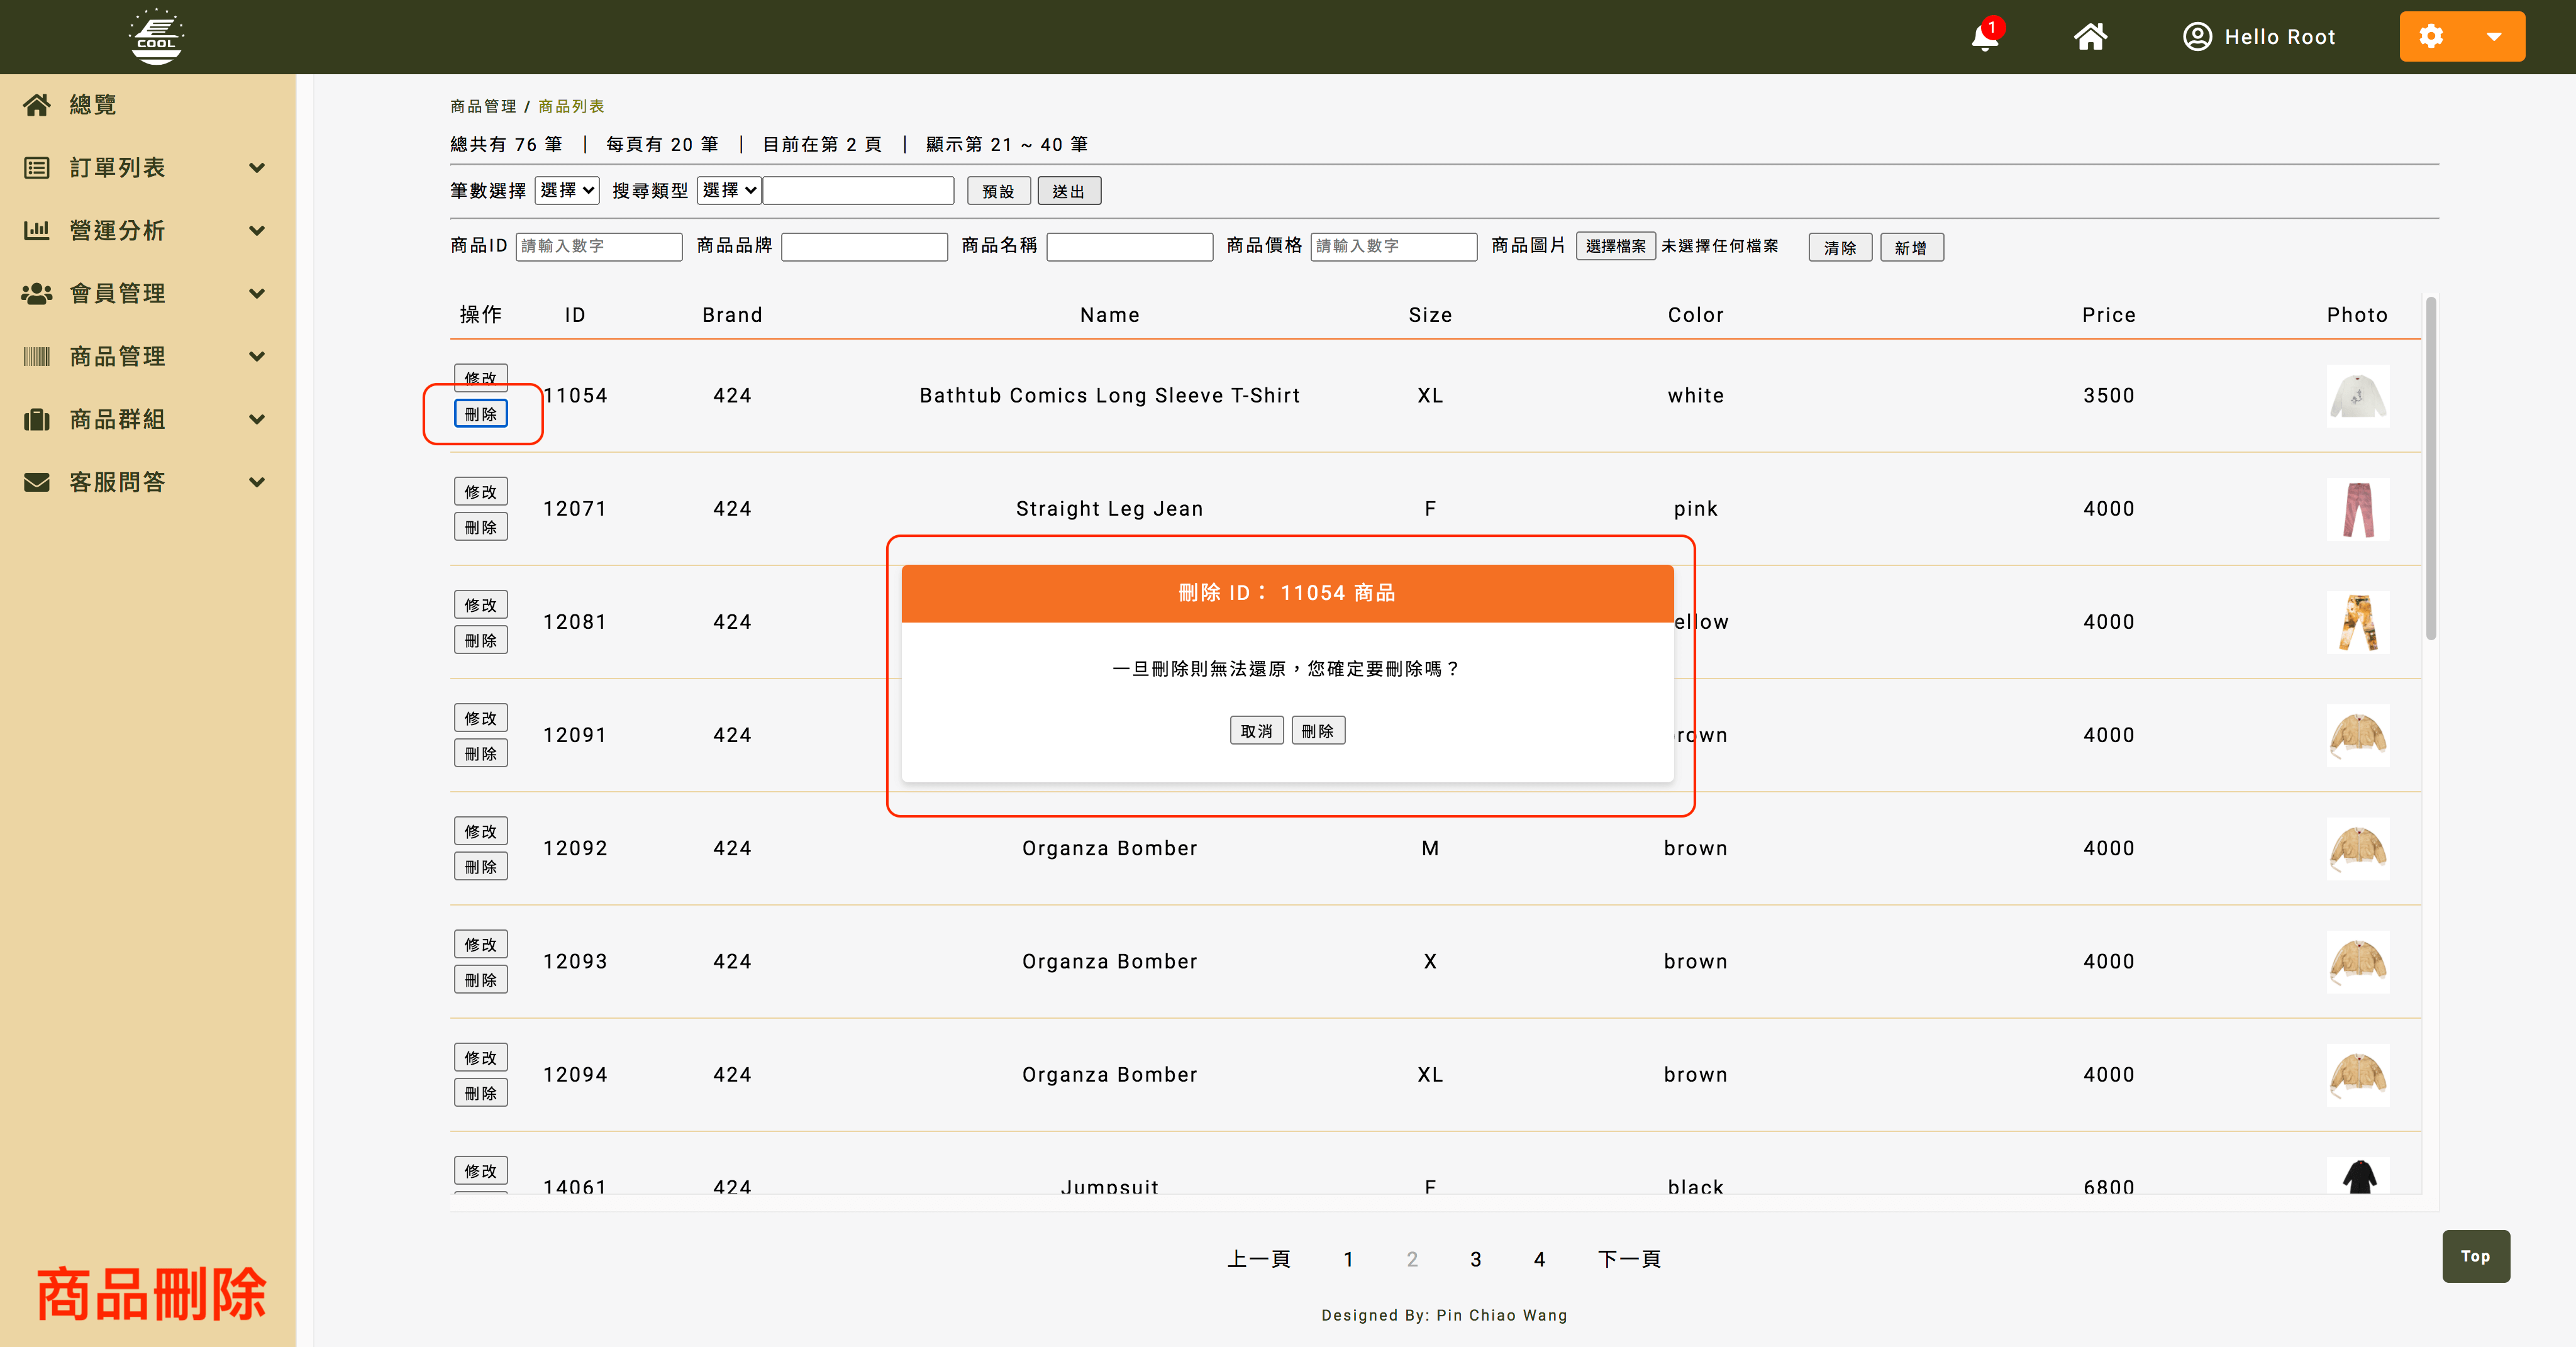 COOL
1
Hello Root
總覽
訂單列表
營運分析
會員管理
商品管理
商品群組
客服問答
商品刪除
商品管理 / 商品列表
總共有 76 筆 | 每頁有 20 筆 | 目前在第 2 頁 | 顯示第 21 ~ 40 筆
筆數選擇 選擇 搜尋類型 選擇 預設 送出
商品ID 請輸入數字 商品品牌 商品名稱 商品價格 請輸入數字 商品圖片 選擇檔案 未選擇任何檔案 清除 新增
操作 ID Brand Name Size Color Price Photo
修改
刪除
11054 424 Bathtub Comics Long Sleeve T-Shirt XL white 3500
修改
刪除
12071 424 Straight Leg Jean F pink 4000
修改
刪除
12081 424 ellow 4000
修改
刪除
12091 424 rown 4000
刪除 ID： 11054 商品
一旦刪除則無法還原，您確定要刪除嗎？
取消 刪除
修改
刪除
12092 424 Organza Bomber M brown 4000
修改
刪除
12093 424 Organza Bomber X brown 4000
修改
刪除
12094 424 Organza Bomber XL brown 4000
修改
14061 424 Jumpsuit F black 6800
上一頁 1 2 3 4 下一頁
Top
Designed By: Pin Chiao Wang